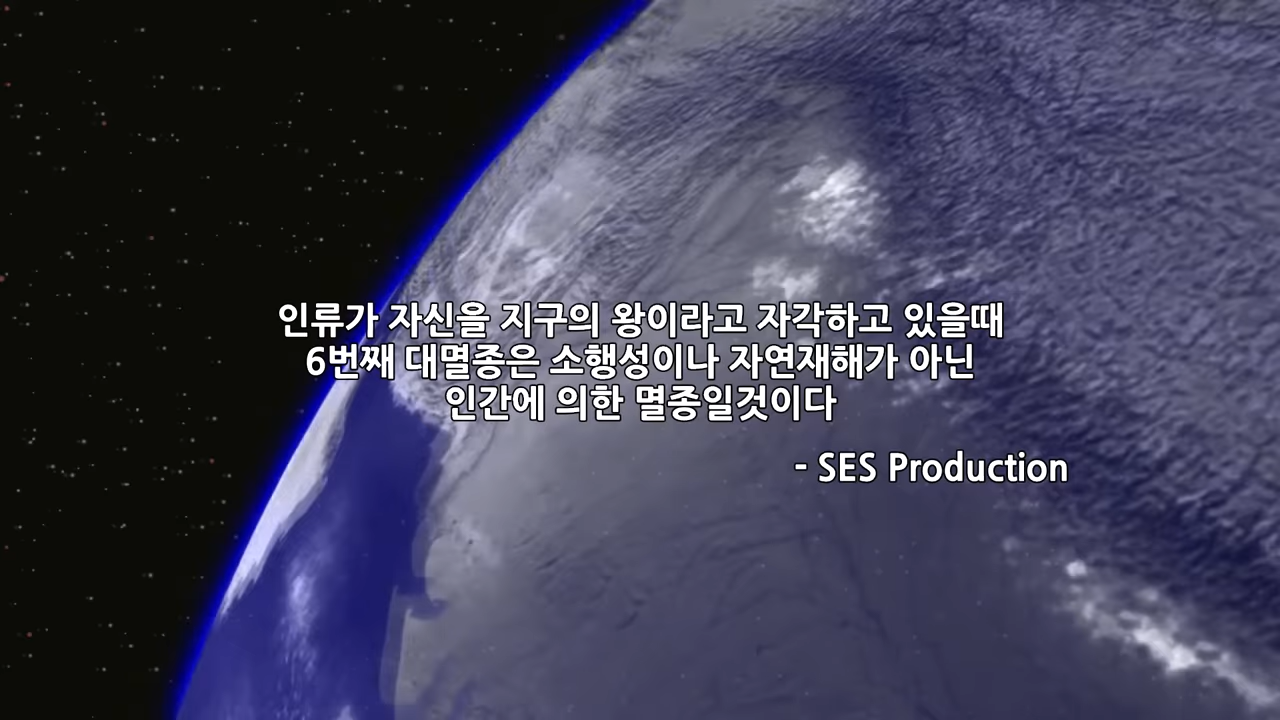 인류가 자신을 지구의 왕이라고 자각하고 있을때
6번째 대멸종은 소행성이나 자연재해가 아닌
인간에 의한 멸종일것이다
- SES Production